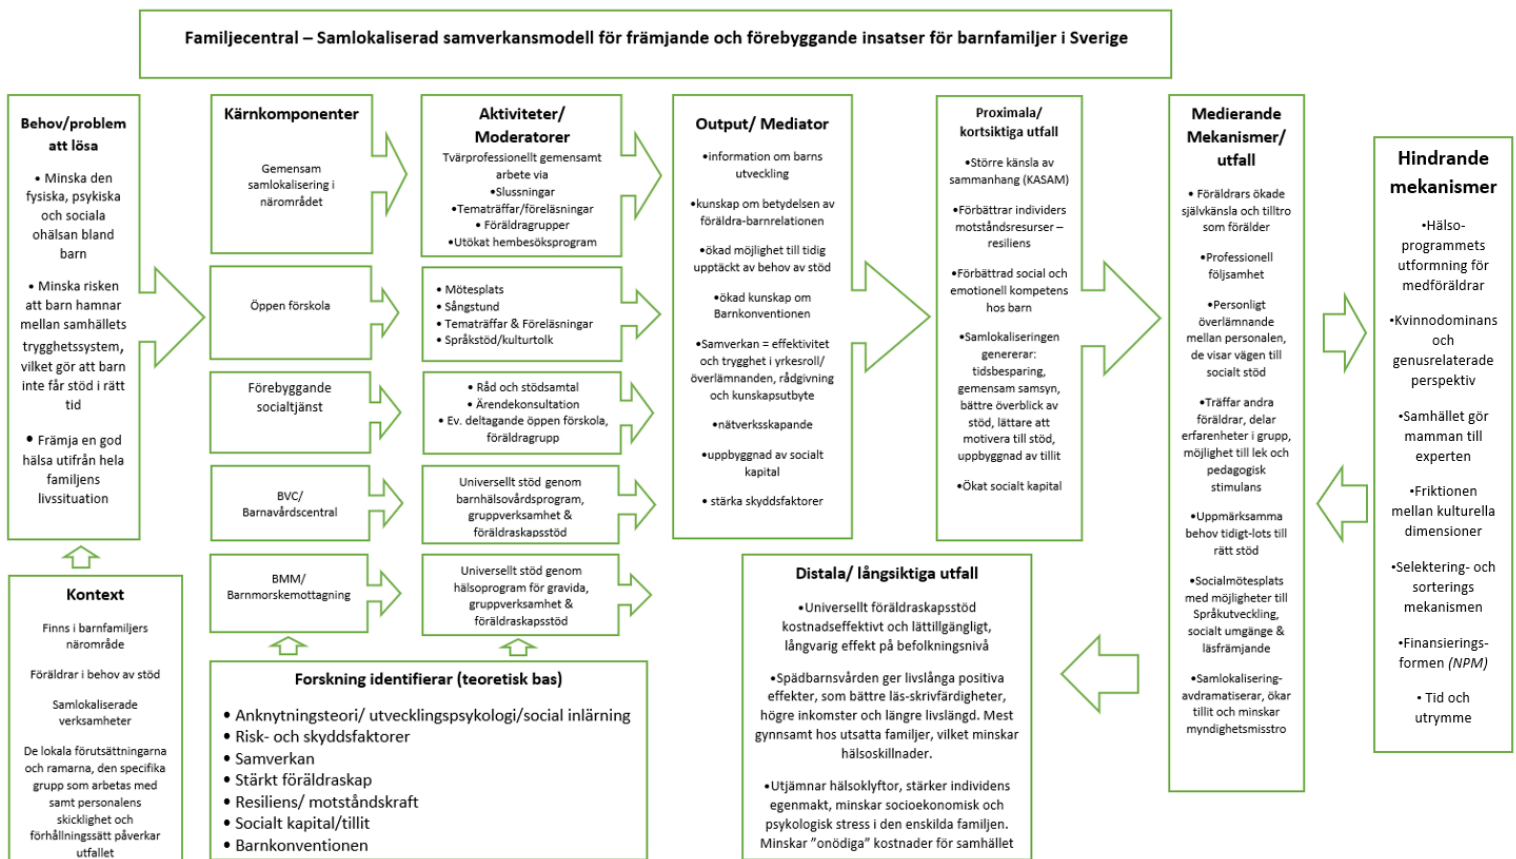 Familjecentral – Samlokaliserad samverkansmodell för främjande och förebyggande insatser för barnfamiljer i Sverige
Behov/problem
att lösa
• Minska den
fysiska, psykiska
och sociala
ohälsan bland
barn
• Minska risken
att barn hamnar
mellan samhällets
trygghetssystem,
vilket gör att barn
inte får stöd i rätt
tid
• Främja en god
hälsa utifrån hela
familjens
livssituation
Kontext
Finns i barnfamiljers
närområde
Föräldrar i behov av stöd
Samlokaliserade
verksamheter
De lokala förutsättningarna
och ramarna, den specifika
grupp som arbetas med
samt personalens
skicklighet och
förhållningssätt påverkar
utfallet
Kärnkomponenter
Gemensam
samlokalisering i
närområdet
Öppen förskola
Förebyggande
socialtjänst
BVC/
Barnavårdscentral
BMM/
Barnmorskemottagning
Aktiviteter/
Moderatorer
Tvärprofessionellt gemensamt
arbete via
•Slussningar
•Tematräffar/föreläsningar
• Föräldragrupper
•Utökat hembesöksprogram
• Mötesplats
• Sångstund
• Tematräffar & Föreläsningar
• Språkstöd/kulturtolk
• Råd och stödsamtal
• Ärendekonsultation
• Ev. deltagande öppen förskola,
föräldragrupp
Universellt stöd genom
barnhälsovårdsprogram,
gruppverksamhet &
föräldraskapsstöd
Universellt stöd genom
hälsoprogram för gravida,
gruppverksamhet &
föräldraskapsstöd
Forskning identifierar (teoretisk bas)
• Anknytningsteori/ utvecklingspsykologi/social inlärning
• Risk- och skyddsfaktorer
• Samverkan
• Stärkt föräldraskap
• Resiliens/ motståndskraft
• Socialt kapital/tillit
• Barnkonventionen
Output/ Mediator
•information om barns
utveckling
•kunskap om betydelsen av
föräldra-barnrelationen
•ökad möjlighet till tidig
upptäckt av behov av stöd
•ökad kunskap om
Barnkonventionen
•Samverkan = effektivitet
och trygghet i yrkesroll/
överlämnanden, rådgivning
och kunskapsutbyte
•nätverksskapande
•uppbyggnad av socialt
kapital
• stärka skyddsfaktorer
Proximala/
kortsiktiga utfall
•Större känsla av
sammanhang (KASAM)
•Förbättrar individers
motståndsresurser –
resiliens
•Förbättrad social och
emotionell kompetens
hos barn
•Samlokaliseringen
genererar:
tidsbesparing,
gemensam samsyn,
bättre överblick av
stöd, lättare att
motivera till stöd,
uppbyggnad av tillit
•Ökat socialt kapital
Distala/ långsiktiga utfall
•Universellt föräldraskapsstöd
kostnadseffektivt och lättillgängligt,
långvarig effekt på befolkningsnivå
•Spädbarnsvården ger livslånga positiva
effekter, som bättre läs-skrivfärdigheter,
högre inkomster och längre livslängd. Mest
gynnsamt hos utsatta familjer, vilket minskar
hälsoskillnader.
•Utjämnar hälsoklyftor, stärker individens
egenmakt, minskar socioekonomisk och
psykologisk stress i den enskilda familjen.
Minskar ”onödiga” kostnader för samhället
Medierande
Mekanismer/
utfall
• Föräldrars ökade
självkänsla och tilltro
som förälder
•Professionell
följsamhet
•Personligt
överlämnande
mellan personalen,
de visar vägen till
socialt stöd
•Träffar andra
föräldrar, delar
erfarenheter i grupp,
möjlighet till lek och
pedagogisk
stimulans
•Uppmärksamma
behov tidigt-lots till
rätt stöd
•Socialmötesplats
med möjligheter till
Språkutveckling,
socialt umgänge &
läsfrämjande
•Samlokalisering-
avdramatiserar, ökar
tillit och minskar
myndighetsmisstro
Hindrande
mekanismer
•Hälso-
programmets
utformning för
medföräldrar
•Kvinnodominans
och
genusrelaterade
perspektiv
•Samhället gör
mamman till
experten
•Friktionen
mellan kulturella
dimensioner
•Selektering- och
sorterings
mekanismen
•Finansierings-
formen (NPM)
• Tid och
utrymme